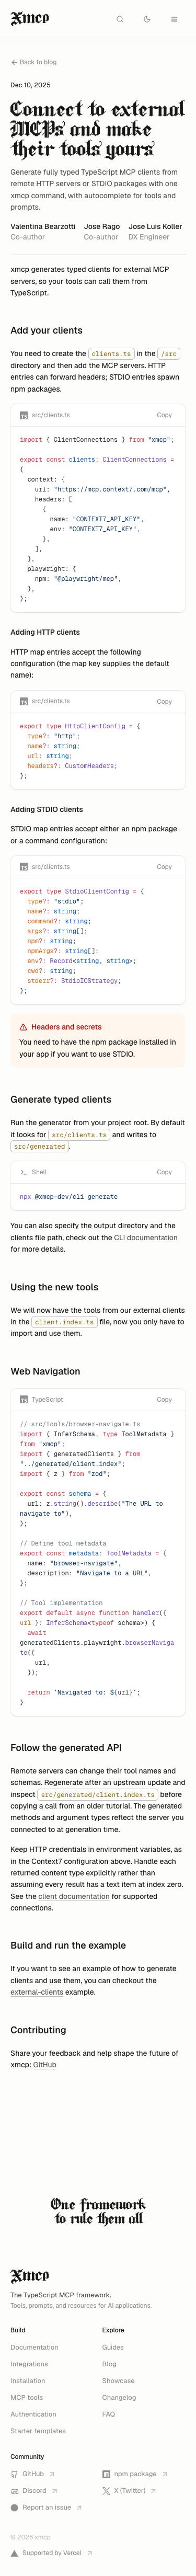 Xmcp
Back to blog
Dec 10, 2025
Connect to external
MCPs and make
their tools yours
Generate fully typed TypeScript MCP clients from
remote HTTP servers or STDIO packages with one
xmcp command, with autocomplete for tools and
prompts.
Valentina Bearzotti
Co-author
Jose Rago
Co-author
Jose Luis Koller
DX Engineer
xmcp generates typed clients for external MCP
servers, so your tools can call them from
TypeScript.
Add your clients
You need to create the clients.ts in the /src
directory and then add the MCP servers. HTTP
entries can forward headers; STDIO entries spawn
npm packages.
TS src/clients.ts Copy
import { ClientConnections } from "xmcp";
export const clients: ClientConnections =
{
context: {
url: "https://mcp.context7.com/mcp",
headers: [
{
name: "CONTEXT7_API_KEY",
env: "CONTEXT7_API_KEY",
},
],
},
playwright: {
npm: "@playwright/mcp",
},
};
Adding HTTP clients
HTTP map entries accept the following
configuration (the map key supplies the default
name):
TS src/clients.ts Copy
export type HttpClientConfig = {
type?: "http";
name?: string;
url: string;
headers?: CustomHeaders;
};
Adding STDIO clients
STDIO map entries accept either an npm package
or a command configuration:
TS src/clients.ts Copy
export type StdioClientConfig = {
type?: "stdio";
name?: string;
command?: string;
args?: string[];
npm?: string;
npmArgs?: string[];
env?: Record<string, string>;
cwd?: string;
stderr?: StdioIOStrategy;
};
Headers and secrets
You need to have the npm package installed in
your app if you want to use STDIO.
Generate typed clients
Run the generator from your project root. By default
it looks for src/clients.ts and writes to
src/generated .
Shell Copy
npx @xmcp-dev/cli generate
You can also specify the output directory and the
clients file path, check out the CLI documentation
for more details.
Using the new tools
We will now have the tools from our external clients
in the client.index.ts file, now you only have to
import and use them.
Web Navigation
TS TypeScript Copy
// src/tools/browser-navigate.ts
import { InferSchema, type ToolMetadata }
from "xmcp";
import { generatedClients } from
"../generated/client.index";
import { z } from "zod";
export const schema = {
url: z.string().describe("The URL to
navigate to"),
};
// Define tool metadata
export const metadata: ToolMetadata = {
name: "browser-navigate",
description: "Navigate to a URL",
};
// Tool implementation
export default async function handler({
url }: InferSchema<typeof schema>) {
await
generatedClients.playwright.browserNaviga
te({
url,
});
return `Navigated to: ${url}`;
}
Follow the generated API
Remote servers can change their tool names and
schemas. Regenerate after an upstream update and
inspect src/generated/client.index.ts before
copying a call from an older tutorial. The generated
methods and argument types reflect the server you
connected to at generation time.
Keep HTTP credentials in environment variables, as
in the Context7 configuration above. Handle each
returned content type explicitly rather than
assuming every result has a text item at index zero.
See the client documentation for supported
connections.
Build and run the example
If you want to see an example of how to generate
clients and use them, you can checkout the
external-clients example.
Contributing
Share your feedback and help shape the future of
xmcp: GitHub
One framework
to rule them all
Xmcp
The TypeScript MCP framework.
Tools, prompts, and resources for AI applications.
Build
Documentation
Integrations
Installation
MCP tools
Authentication
Starter templates
Explore
Guides
Blog
Showcase
Changelog
FAQ
Community
GitHub
npm package
Discord
X (Twitter)
Report an issue
© 2026 xmcp
Supported by Vercel